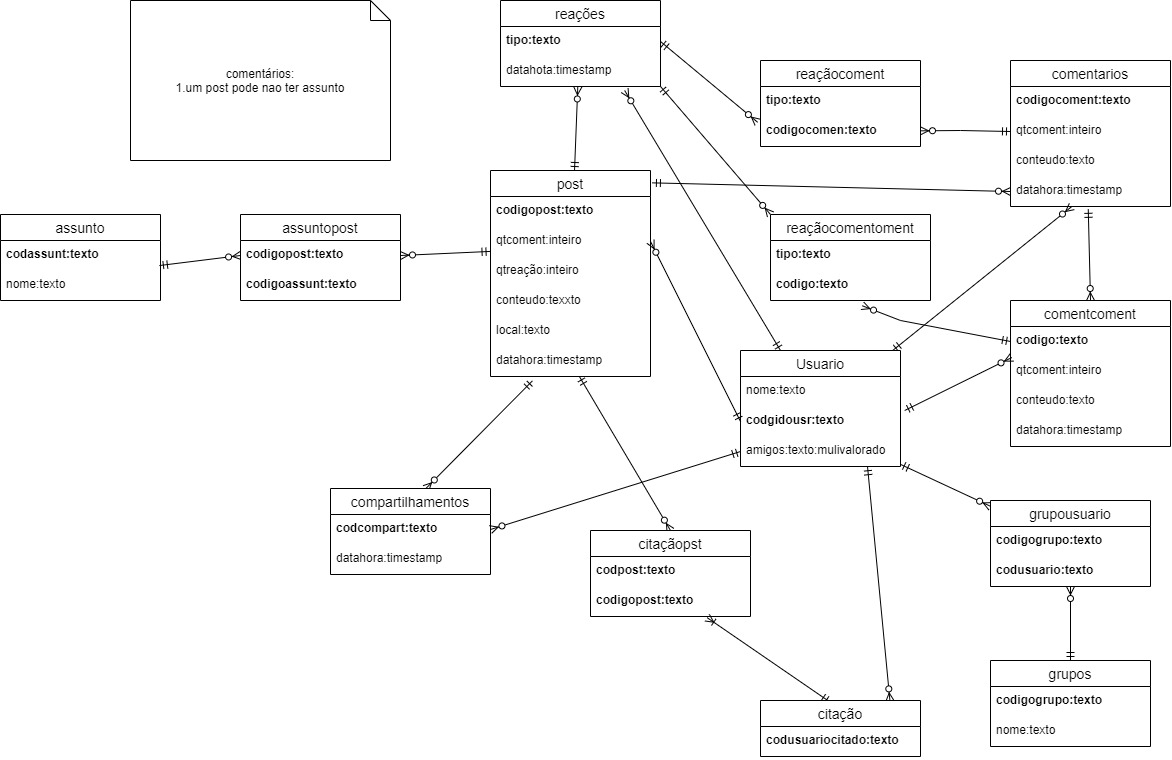 comentários:
1.um post pode nao ter assunto
reações
tipo:texto
datahota:timestamp
reaçãocoment
tipo:texto
codigocomen:texto
comentarios
codigocoment:texto
qtcoment:inteiro
conteudo:texto
datahora:timestamp
post
codigopost:texto
qtcoment:inteiro
qtreação:inteiro
conteudo:texxto
local:texto
datahora:timestamp
assunto
codassunt:texto
nome:texto
assuntopost
codigopost:texto
codigoassunt:texto
reaçãocomentoment
tipo:texto
codigo:texto
comentcoment
codigo:texto
qtcoment:inteiro
conteudo:texto
datahora:timestamp
Usuario
nome:texto
codgidousr:texto
amigos:texto:mulivalorado
compartilhamentos
codcompart:texto
datahora:timestamp
citaçãopst
codpost:texto
codigopost:texto
grupousuario
codigogrupo:texto
codusuario:texto
grupos
codigogrupo:texto
nome:texto
citação
codusuariocitado:texto